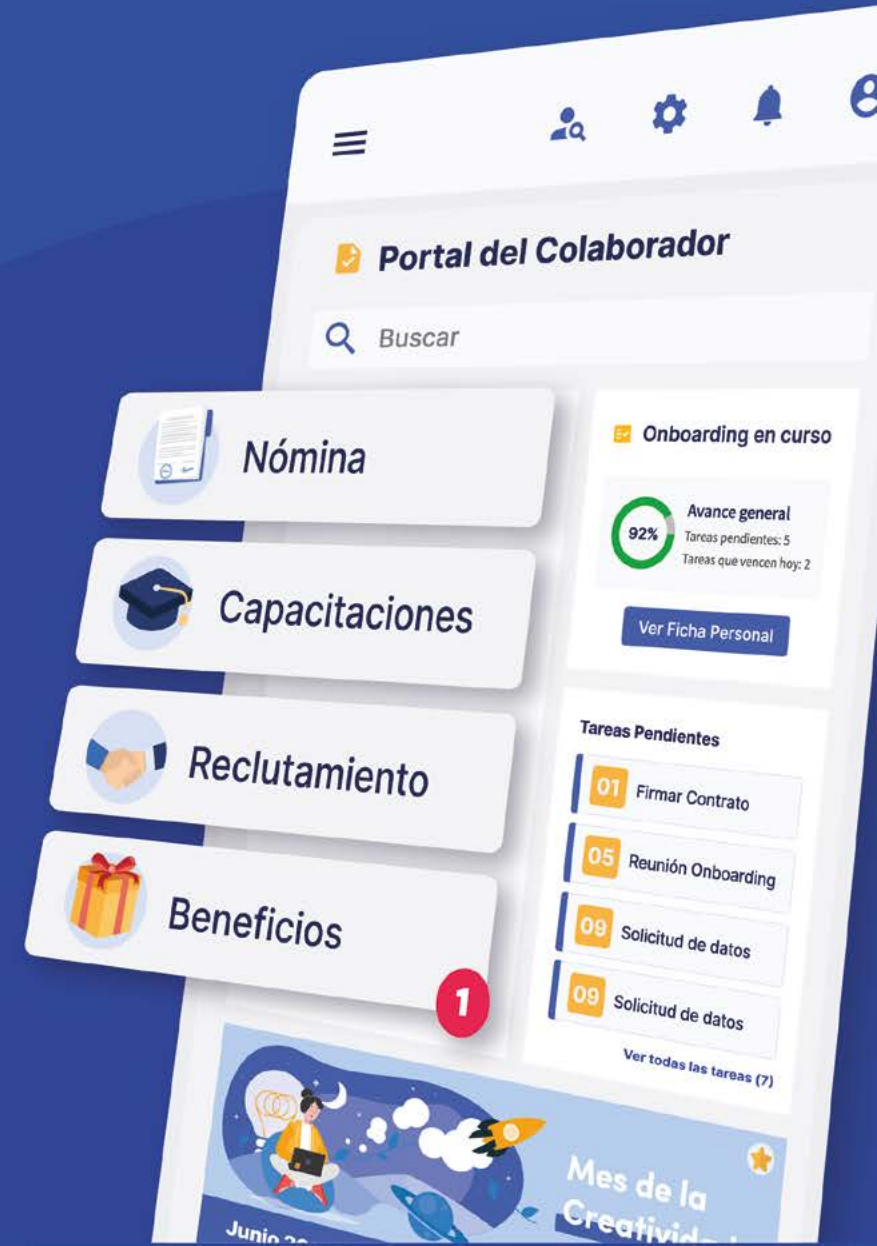 Portal del Colaborador
Buscar
Nómina
Capacitaciones
Reclutamiento
Beneficios
1
Onboarding en curso
92%
Avance general
Tareas pendientes: 5
Tareas que vencen hoy: 2
Ver Ficha Personal
Tareas Pendientes
01 Firmar Contrato
05 Reunión Onboarding
09 Solicitud de datos
09 Solicitud de datos
Ver todas las tareas (7)
Mes de la
Junio